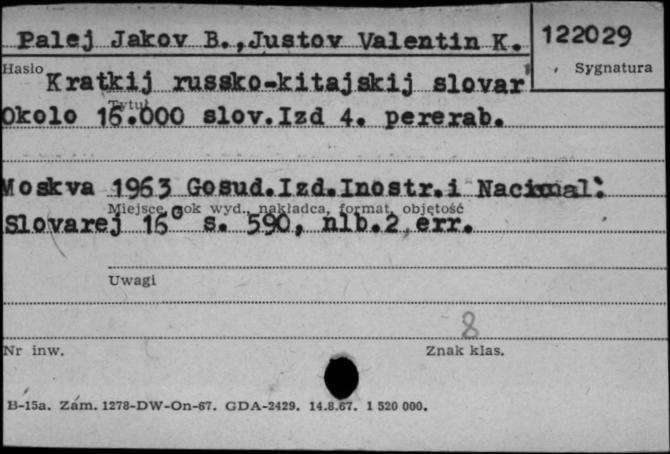 Palej Jakov B.,Justov Valentin K.
122029
Hasło
Sygnatura
Kratkij russko-kitajskij slovar'
Tytuł
Okolo 16.000 slov.Izd 4. pererab.
Moskva 1963 Gosud.Izd.Inostr.i Nacional.
Miejsce, rok wyd., nakładca, format, objętość
Slovarej 16° s. 590, nlb.2,err.
Uwagi
8
Nr inw.
Znak klas.
B-15a. Zam. 1278-DW-On-67. GDA-2429. 14.8.67. 1 520 000.